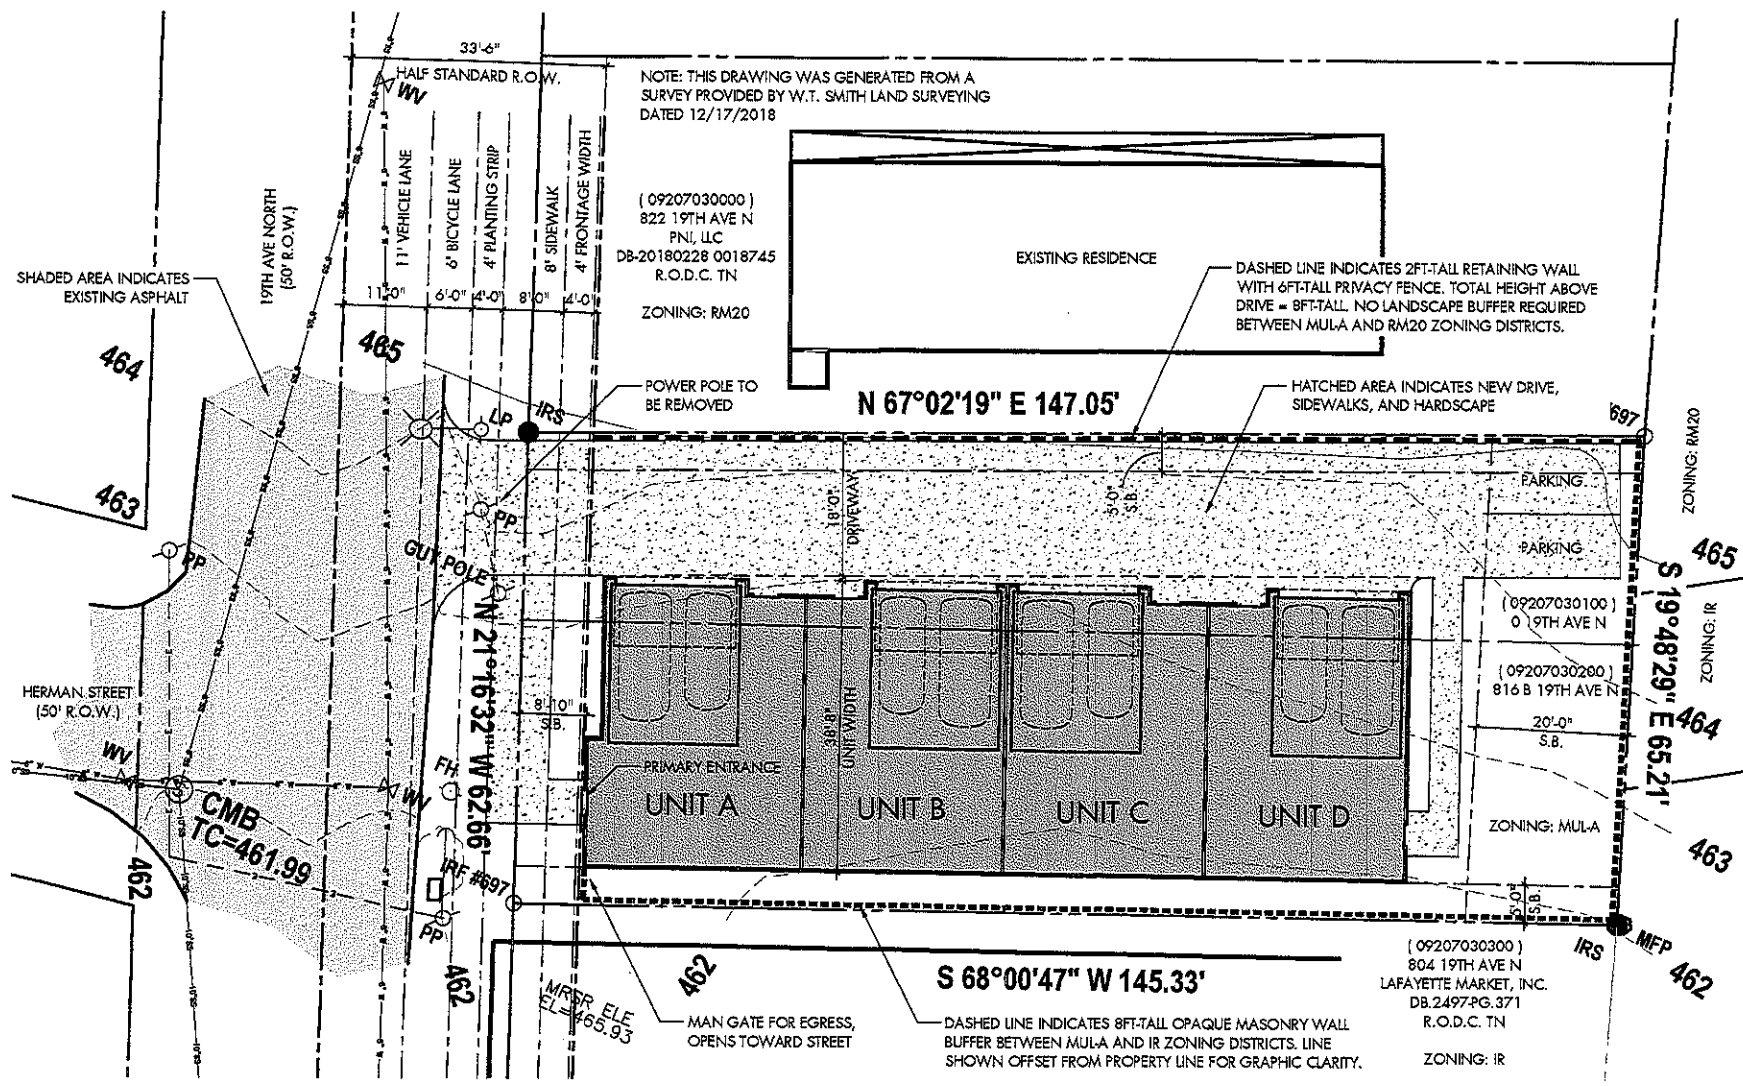 33'-6"
HALF STANDARD R.O.W.
WV
NOTE: THIS DRAWING WAS GENERATED FROM A
SURVEY PROVIDED BY W.T. SMITH LAND SURVEYING
DATED 12/17/2018
19TH AVE NORTH
(50' R.O.W.)
11' VEHICLE LANE
6' BICYCLE LANE
4' PLANTING STRIP
8' SIDEWALK
4' FRONTAGE WIDTH
( 09207030000 )
822 19TH AVE N
PNI, LLC
DB-20180228 0018745
R.O.D.C. TN
ZONING: RM20
EXISTING RESIDENCE
SHADED AREA INDICATES
EXISTING ASPHALT
11'-0"
6'-0"
4'-0"
8'-0"
4'-0"
DASHED LINE INDICATES 2FT-TALL RETAINING WALL
WITH 6FT-TALL PRIVACY FENCE. TOTAL HEIGHT ABOVE
DRIVE = 8FT-TALL. NO LANDSCAPE BUFFER REQUIRED
BETWEEN MUL-A AND RM20 ZONING DISTRICTS.
464
465
POWER POLE TO
BE REMOVED
N 67°02'19" E 147.05'
HATCHED AREA INDICATES NEW DRIVE,
SIDEWALKS, AND HARDSCAPE
LP
IRS
'697
ZONING: RM20
463
PP
PP
GUY POLE
18'-0"
DRIVEWAY
5'-0"
S.B.
PARKING
PARKING
465
N 21°16'32" W 62.66'
S 19°48'29" E 65.21'
ZONING: IR
( 09207030100 )
0 19TH AVE N
( 09207030200 )
816 B 19TH AVE N
464
HERMAN STREET
(50' R.O.W.)
8'-10"
S.B.
38'-8"
UNIT WIDTH
20'-0"
S.B.
WV
FH
WV
PRIMARY ENTRANCE
CMB
TC=461.99
UNIT A
UNIT B
UNIT C
UNIT D
ZONING: MUL-A
463
462
IRF #697
PP
5'-0"
S.B.
IRS
MFP
462
462
462
MRSR ELE
EL=465.93
S 68°00'47" W 145.33'
( 09207030300 )
804 19TH AVE N
LAFAYETTE MARKET, INC.
DB.2497-PG.371
R.O.D.C. TN
ZONING: IR
MAN GATE FOR EGRESS,
OPENS TOWARD STREET
DASHED LINE INDICATES 8FT-TALL OPAQUE MASONRY WALL
BUFFER BETWEEN MUL-A AND IR ZONING DISTRICTS. LINE
SHOWN OFFSET FROM PROPERTY LINE FOR GRAPHIC CLARITY.